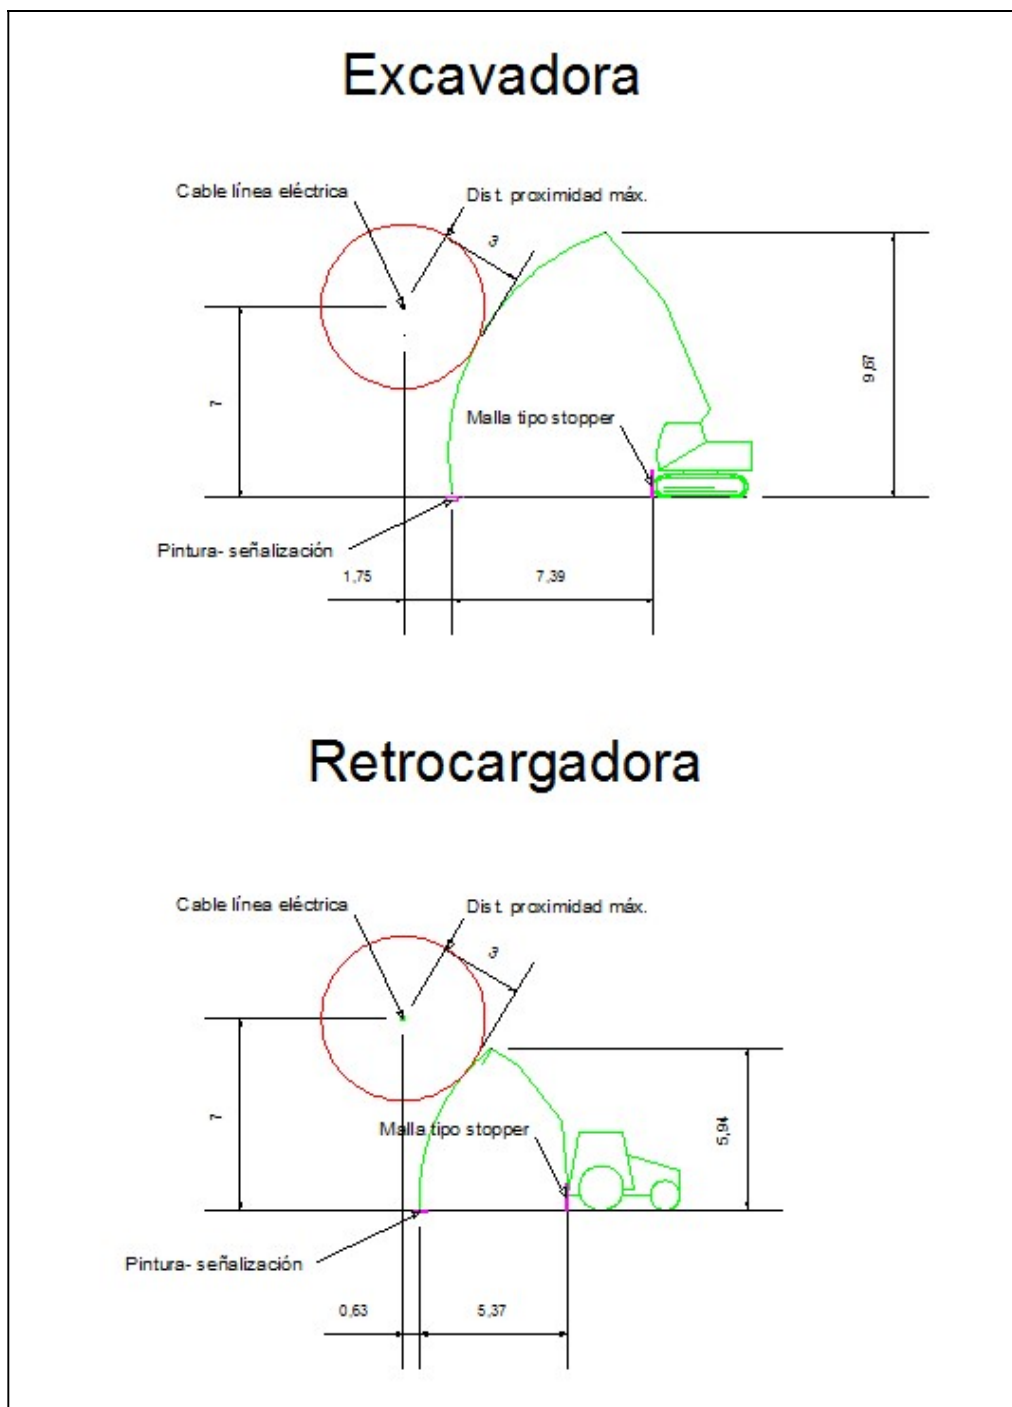 Excavadora
Cable línea eléctrica
Dist. proximidad máx.
3
7
9,67
Malla tipo stopper
Pintura- señalización
1,75
7,39
Retrocargadora
Cable línea eléctrica
Dist. proximidad máx.
3
7
5,94
Malla tipo stopper
Pintura- señalización
0,63
5,37